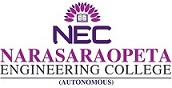 NEC
NARASARAOPETA
ENGINEERING COLLEGE
(AUTONOMOUS)